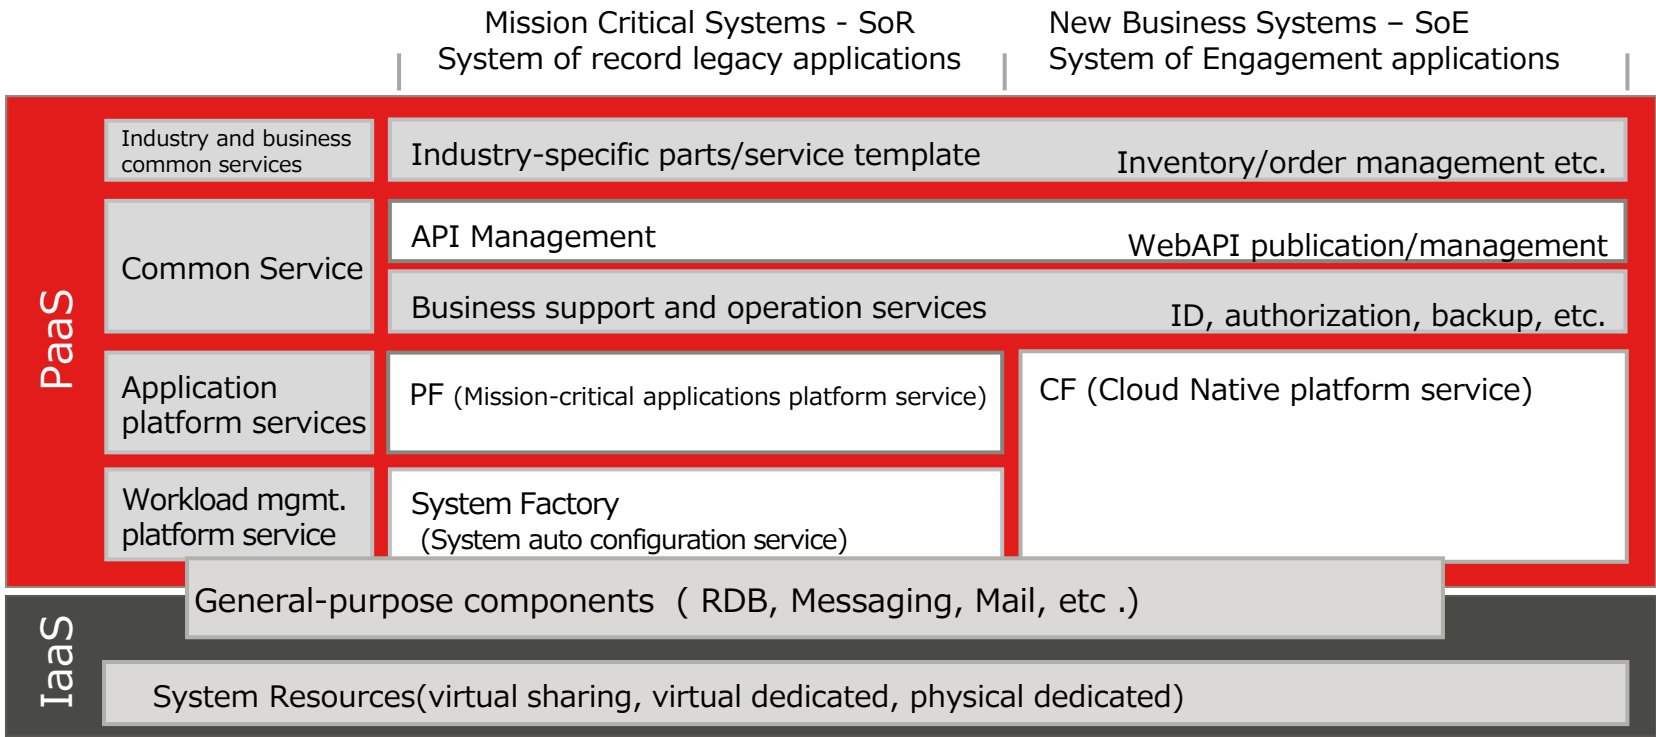 Mission Critical Systems - SoR
System of record legacy applications
New Business Systems – SoE
System of Engagement applications
PaaS
Industry and business
common services
Industry-specific parts/service template
Inventory/order management etc.
Common Service
API Management
WebAPI publication/management
Business support and operation services
ID, authorization, backup, etc.
Application
platform services
PF (Mission-critical applications platform service)
CF (Cloud Native platform service)
Workload mgmt.
platform service
System Factory
(System auto configuration service)
General-purpose components ( RDB, Messaging, Mail, etc .)
IaaS
System Resources(virtual sharing, virtual dedicated, physical dedicated)